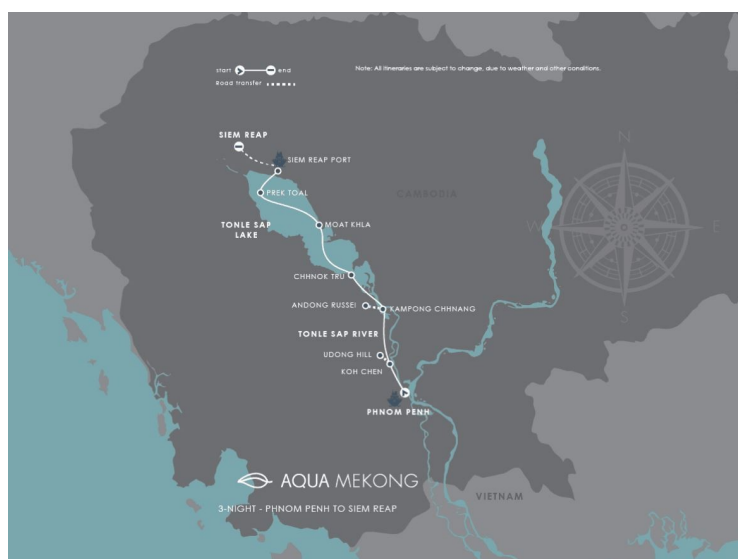 start end
Road transfer
Note: All itineraries are subject to change, due to weather and other conditions.
SIEM REAP
SIEM REAP PORT
PREK TOAL
CAMBODIA
TONLE SAP
LAKE
MOAT KHLA
CHHNOK TRU
ANDONG RUSSEI
KAMPONG CHHNANG
TONLE SAP RIVER
UDONG HILL
KOH CHEN
PHNOM PENH
N
W
E
S
AQUA MEKONG
VIETNAM
3-NIGHT - PHNOM PENH TO SIEM REAP